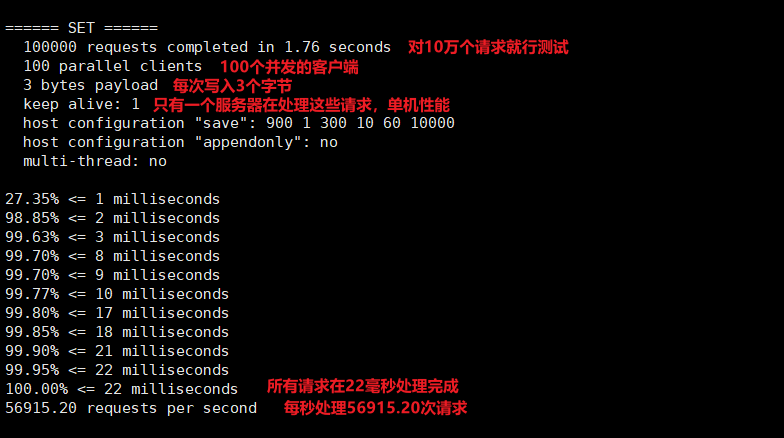 ====== SET ======
100000 requests completed in 1.76 seconds 对10万个请求就行测试
100 parallel clients 100个并发的客户端
3 bytes payload 每次写入3个字节
keep alive: 1 只有一个服务器在处理这些请求，单机性能
host configuration "save": 900 1 300 10 60 10000
host configuration "appendonly": no
multi-thread: no
27.35% <= 1 milliseconds
98.85% <= 2 milliseconds
99.63% <= 3 milliseconds
99.70% <= 8 milliseconds
99.70% <= 9 milliseconds
99.77% <= 10 milliseconds
99.80% <= 17 milliseconds
99.85% <= 18 milliseconds
99.90% <= 21 milliseconds
99.95% <= 22 milliseconds
100.00% <= 22 milliseconds 所有请求在22毫秒处理完成
56915.20 requests per second 每秒处理56915.20次请求